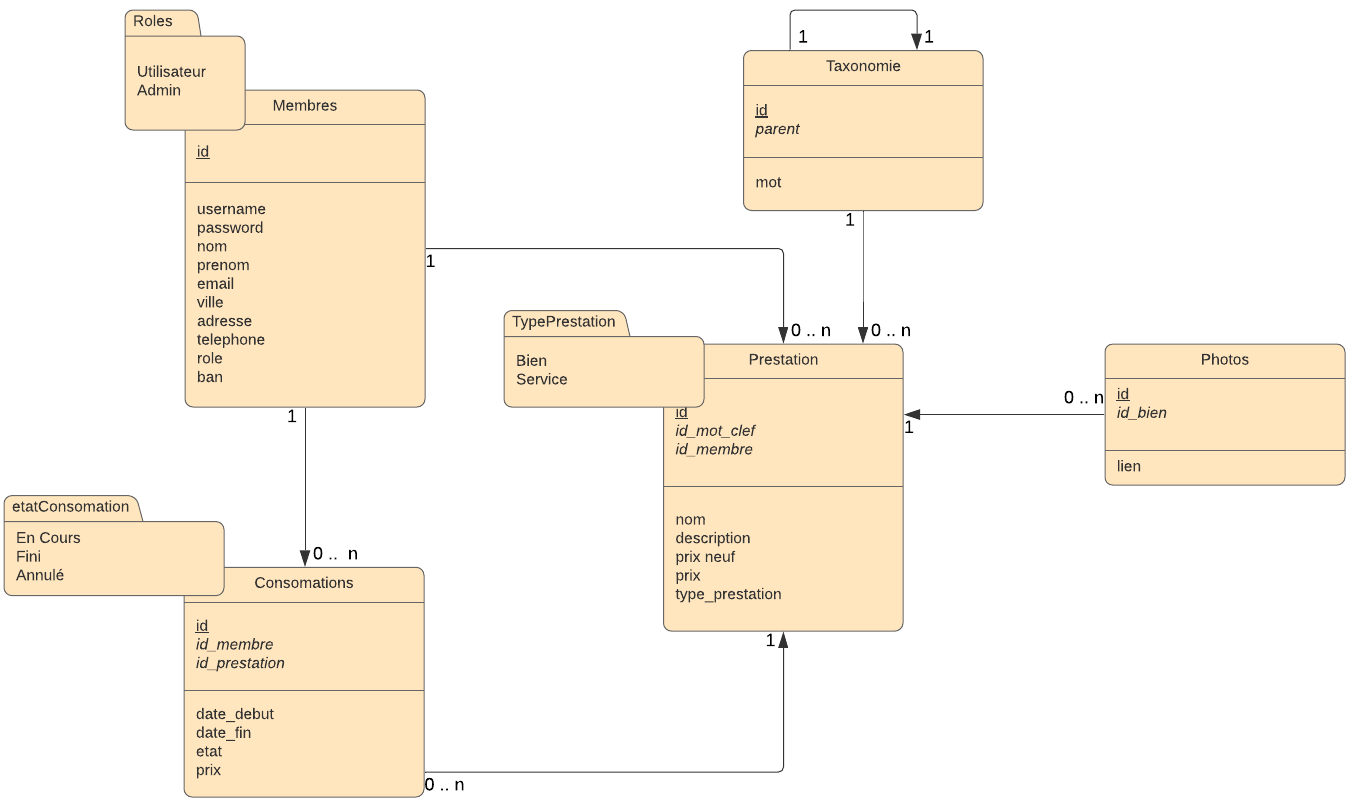 Roles
Utilisateur
Admin
Membres
id
username
password
nom
prenom
email
ville
adresse
telephone
role
ban
1
1
1
1
Taxonomie
id
parent
mot
1
0 .. n
0 .. n
TypePrestation
Bien
Service
Prestation
id
id_mot_clef
id_membre
nom
description
prix neuf
prix
type_prestation
1
1
0 .. n
Photos
id
id_bien
lien
0 .. n
etatConsomation
En Cours
Fini
Annulé
Consomations
id
id_membre
id_prestation
date_debut
date_fin
etat
prix
0 .. n